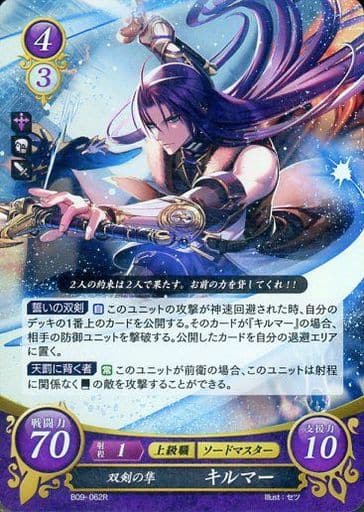 4
3
2人の約束は2人で果たす。お前の力を貸してくれ!!
誓いの双剣 自 このユニットの攻撃が神速回避された時、自分の
デッキの1番上のカードを公開する。そのカードが『キルマー』の場合、
相手の防御ユニットを撃破する。公開したカードを自分の退避エリア
に置く。
天罰に背く者 常 このユニットが前衛の場合、このユニットは射程
に関係なく の敵を攻撃することができる。
戦闘力
70
射程 1
上級職
ソードマスター
支援力
10
双剣の隼 キルマー
B09-062R
Illust:セツ